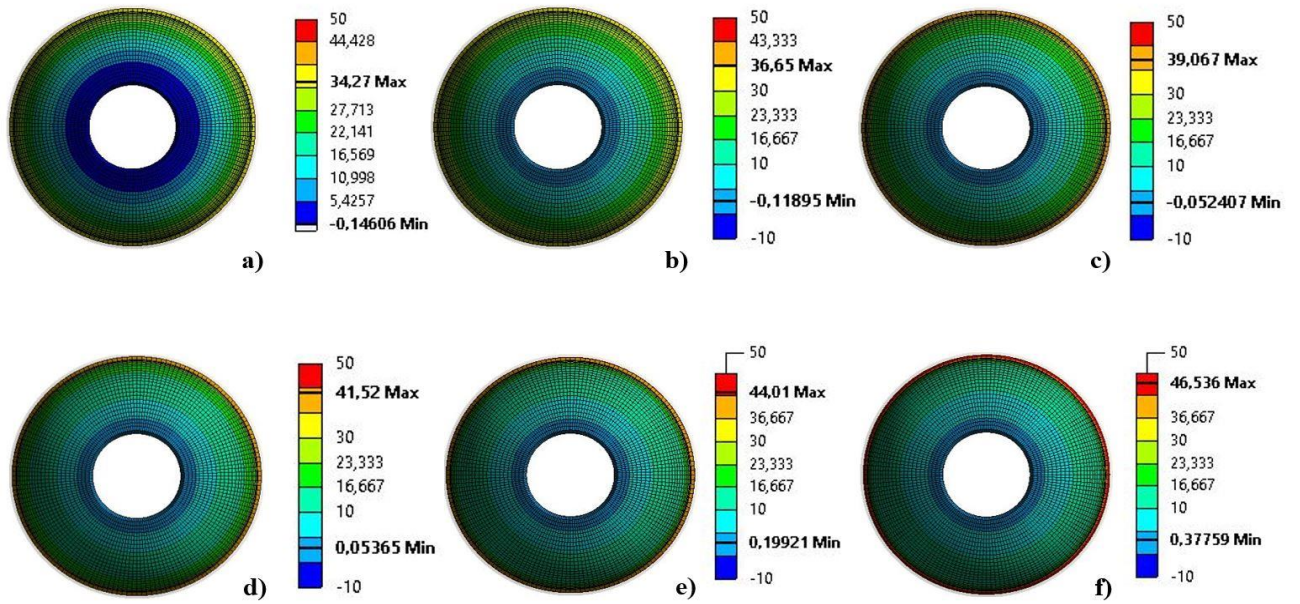 50
44,428
34,27 Max
27,713
22,141
16,569
10,998
5,4257
-0,14606 Min
a)
50
43,333
36,65 Max
30
23,333
16,667
10
-0,11895 Min
-10
b)
50
43,333
39,067 Max
30
23,333
16,667
10
-0,052407 Min
-10
c)
50
41,52 Max
30
23,333
16,667
10
0,05365 Min
-10
d)
50
44,01 Max
36,667
30
23,333
16,667
10
0,19921 Min
-10
e)
50
46,536 Max
36,667
30
23,333
16,667
10
0,37759 Min
-10
f)